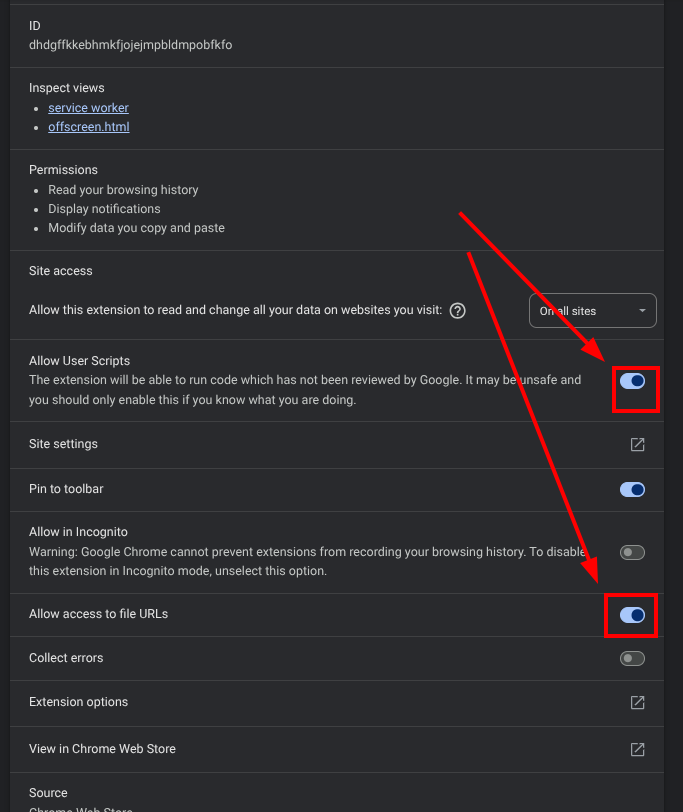 ID
dhdgffkkebhmkfjojejmpbldmpobfkfo
Inspect views
service worker
offscreen.html
Permissions
Read your browsing history
Display notifications
Modify data you copy and paste
Site access
Allow this extension to read and change all your data on websites you visit:
On all sites
Allow User Scripts
The extension will be able to run code which has not been reviewed by Google. It may be unsafe and
you should only enable this if you know what you are doing.
Site settings
Pin to toolbar
Allow in Incognito
Warning: Google Chrome cannot prevent extensions from recording your browsing history. To disable
this extension in Incognito mode, unselect this option.
Allow access to file URLs
Collect errors
Extension options
View in Chrome Web Store
Source
Chrome Web Store